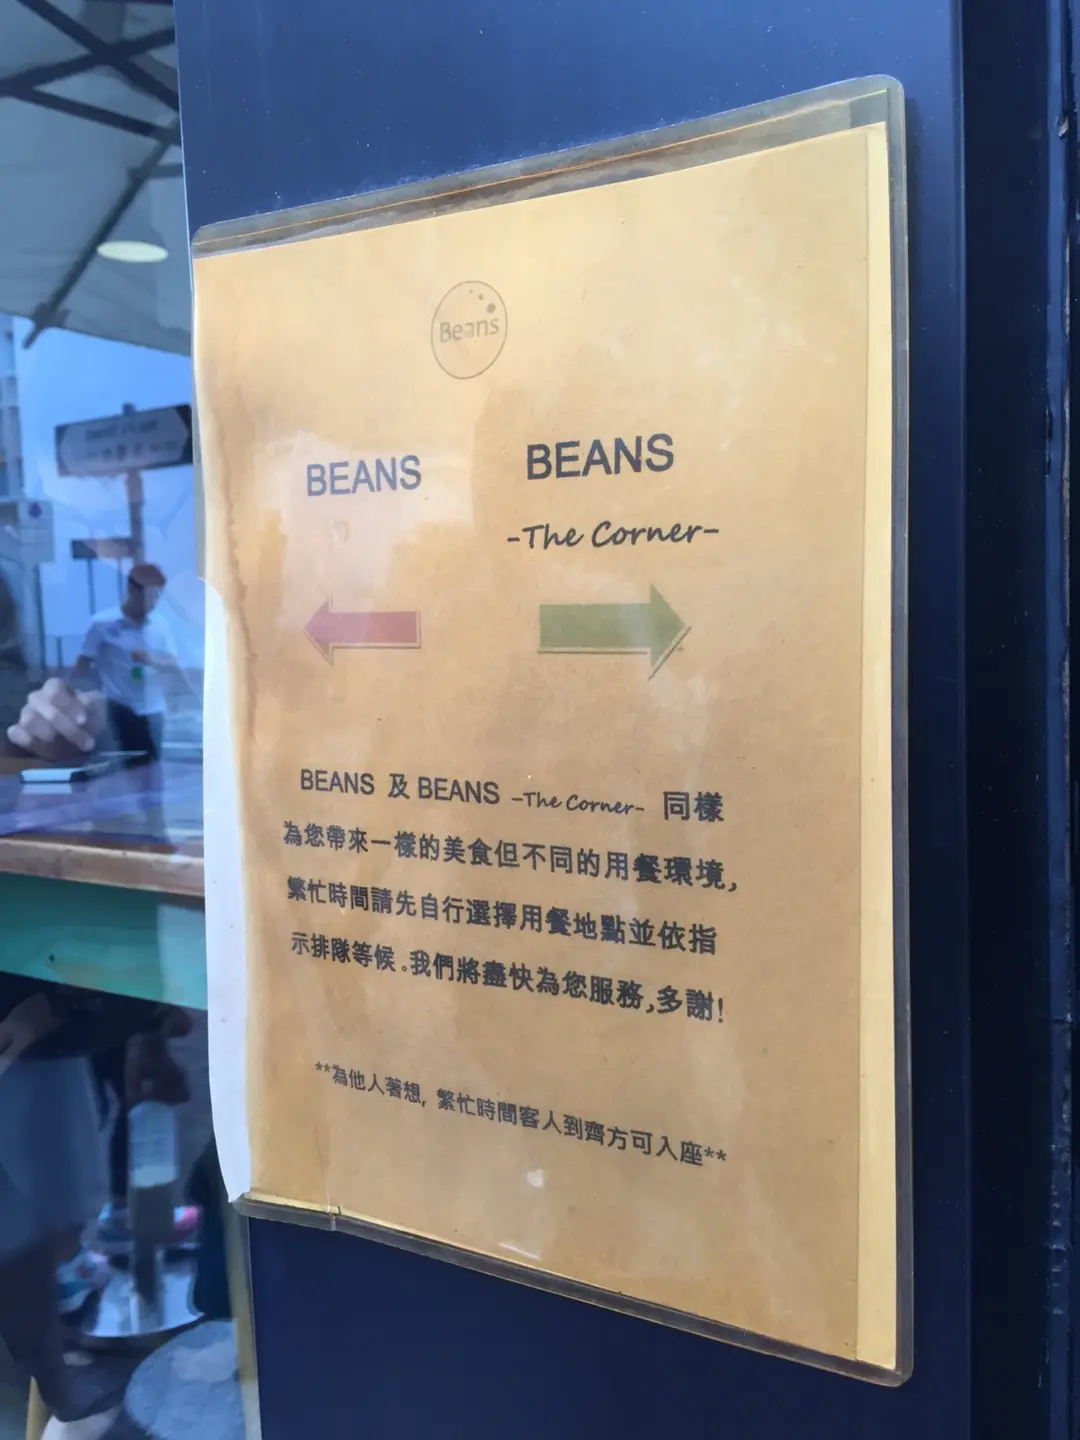 Beans
BEANS
BEANS
-The Corner-
BEANS 及 BEANS -The Corner- 同樣
為您帶來一樣的美食但不同的用餐環境,
繁忙時間請先自行選擇用餐地點並依指
示排隊等候。我們將盡快為您服務,多謝!
**為他人著想, 繁忙時間客人到齊方可入座**